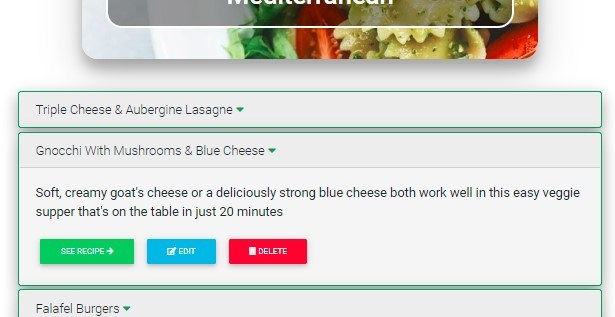 Mediterranean
Triple Cheese & Aubergine Lasagne
Gnocchi With Mushrooms & Blue Cheese
Soft, creamy goat's cheese or a deliciously strong blue cheese both work well in this easy veggie
supper that's on the table in just 20 minutes
SEE RECIPE
EDIT
DELETE
Falafel Burgers